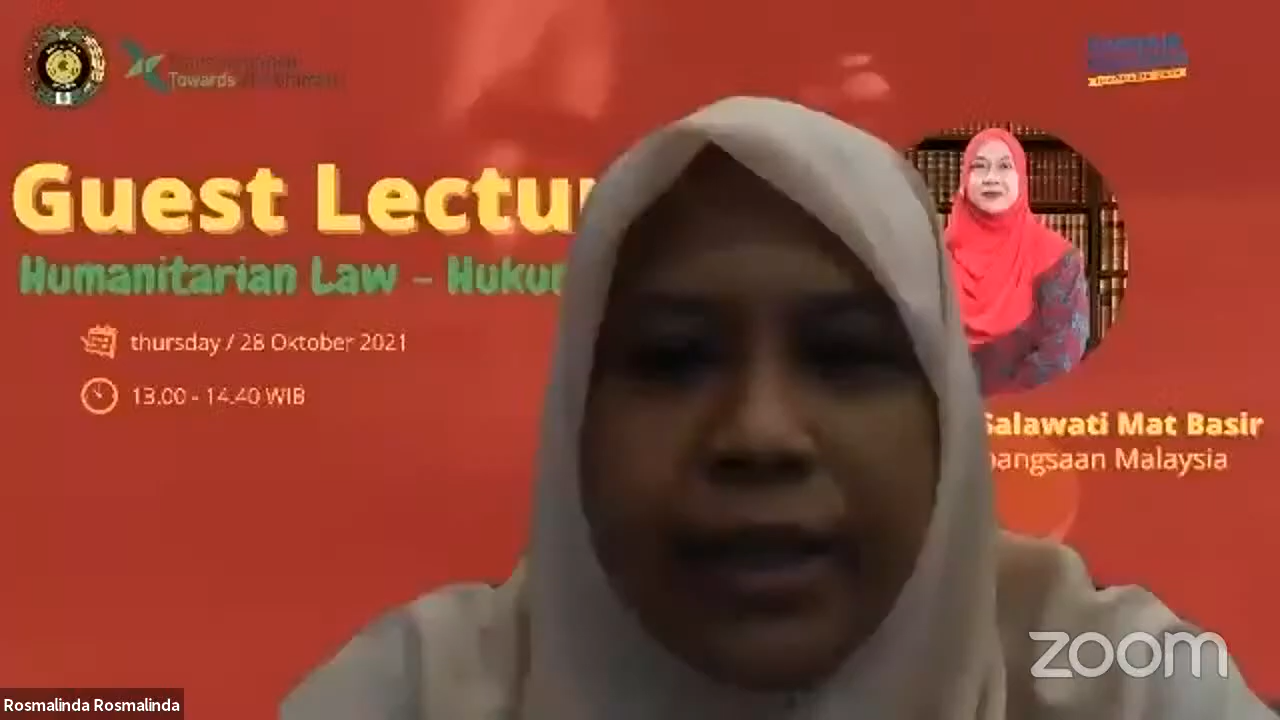 Towards
Guest Lectu
Humanitarian Law - Huku
thursday / 28 Oktober 2021
13.00 - 14.40 WIB
Salawati Mat Basir
bangsaan Malaysia
zoom
Rosmalinda Rosmalinda